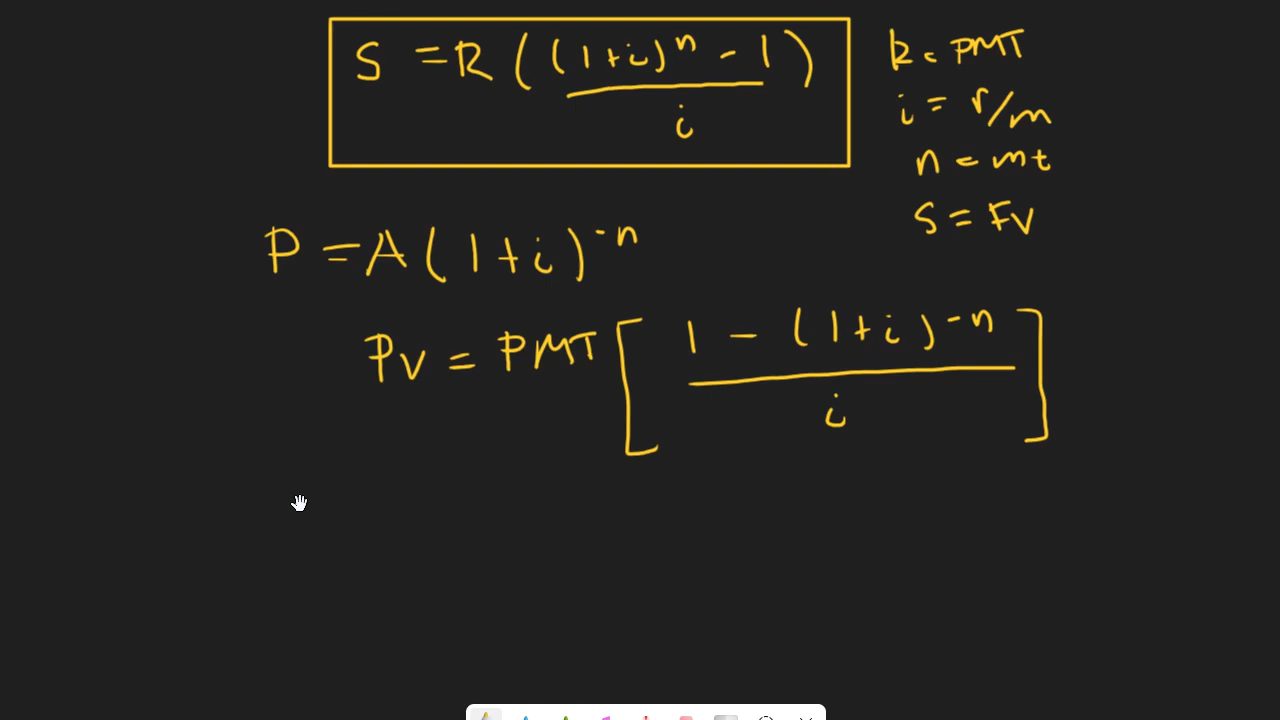 S = R ( (1+i)^n - 1 / i )
R = PMT
i = r/m
n = mt
S = FV
P = A(1+i)^-n
PV = PMT [ 1 - (1+i)^-n / i ]